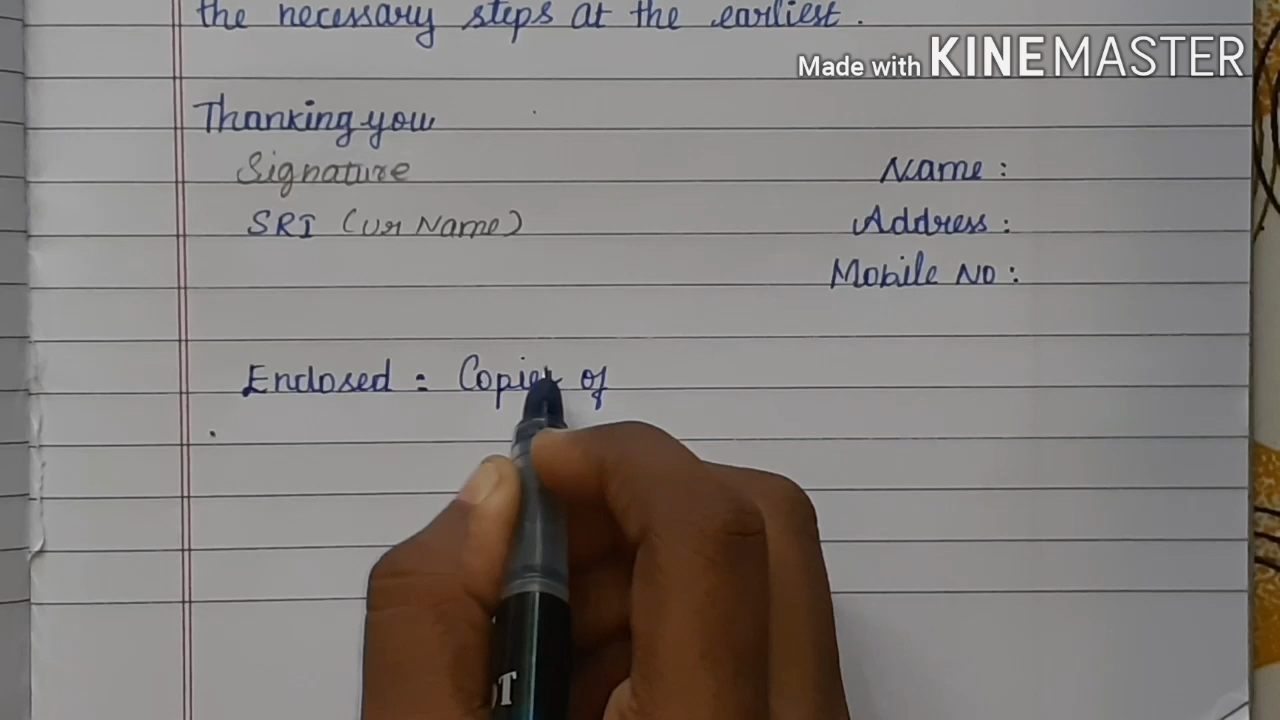 the necessary steps at the earliest.
Made with KINEMASTER
Thanking you
Signature
Name :
SRI (Ur Name)
Address :
Mobile No :
Enclosed : Copies of